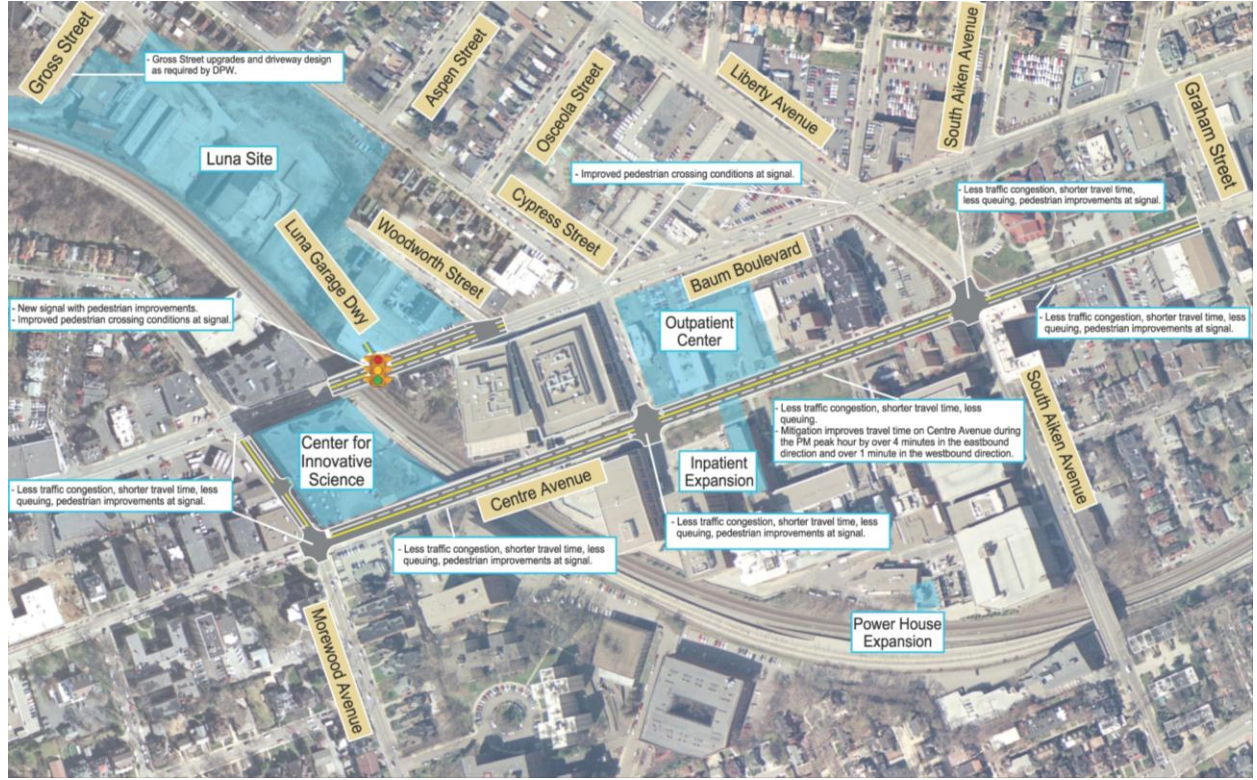 Gross Street
- Gross Street upgrades and driveway design
as required by DPW.
Aspen Street
Osceola Street
Liberty Avenue
South Aiken Avenue
Graham Street
Luna Site
- Improved pedestrian crossing conditions at signal.
Cypress Street
- Less traffic congestion, shorter travel time,
less queuing, pedestrian improvements at signal.
Luna Garage Dwy
Woodworth Street
Baum Boulevard
- New signal with pedestrian improvements.
- Improved pedestrian crossing conditions at signal.
Outpatient
Center
- Less traffic congestion, shorter travel time, less
queuing, pedestrian improvements at signal.
South Aiken Avenue
- Less traffic congestion, shorter travel time, less
queuing.
- Mitigation improves travel time on Centre Avenue during
the PM peak hour by over 4 minutes in the eastbound
direction and over 1 minute in the westbound direction.
Center for
Innovative
Science
Inpatient
Expansion
Centre Avenue
- Less traffic congestion, shorter travel time, less
queuing, pedestrian improvements at signal.
- Less traffic congestion, shorter travel time, less
queuing, pedestrian improvements at signal.
- Less traffic congestion, shorter travel time, less
queuing, pedestrian improvements at signal.
Morewood Avenue
Power House
Expansion